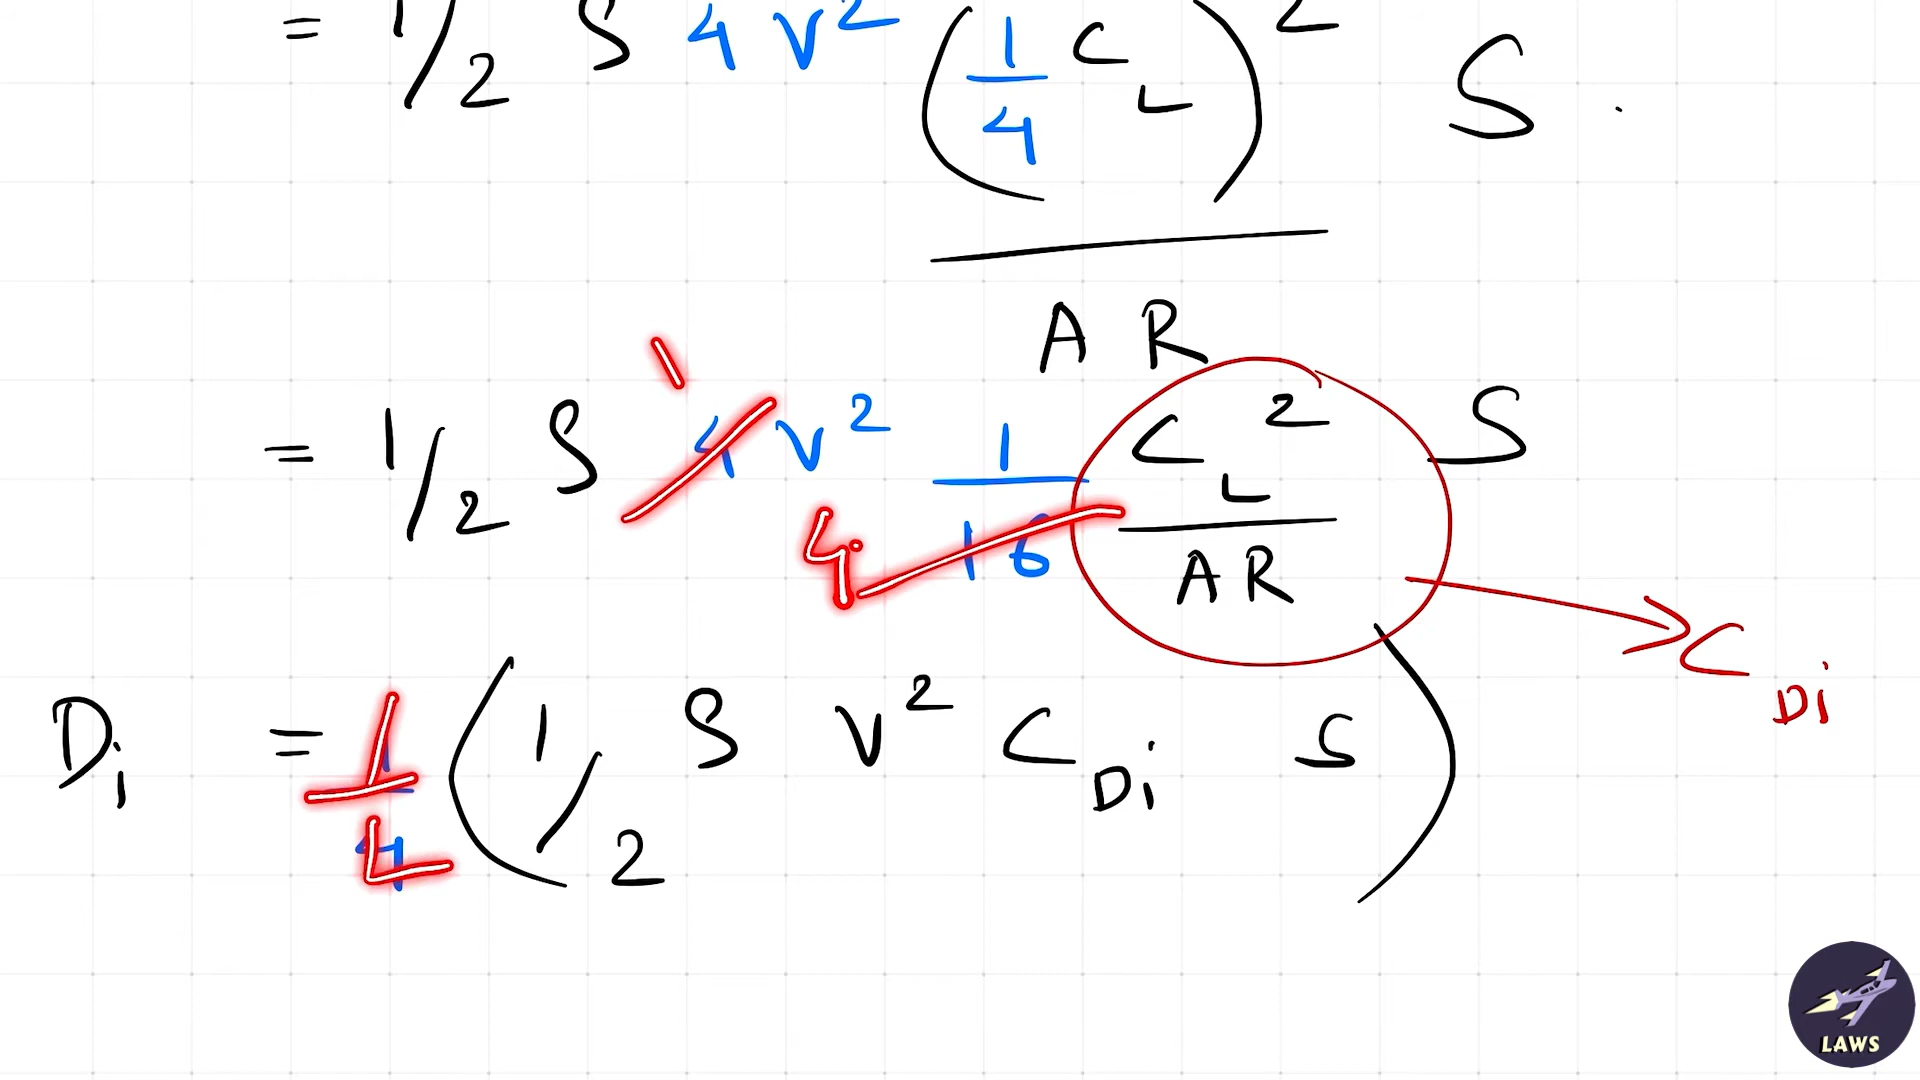 = 1/2 S 4 V² (1/4 C_L)² S .
A R
= 1/2 S 4 V² 1/16 C_L² / AR S
1
4
C_Di
D_i = 1/4 (1/2 S V² C_Di S)
LAWS